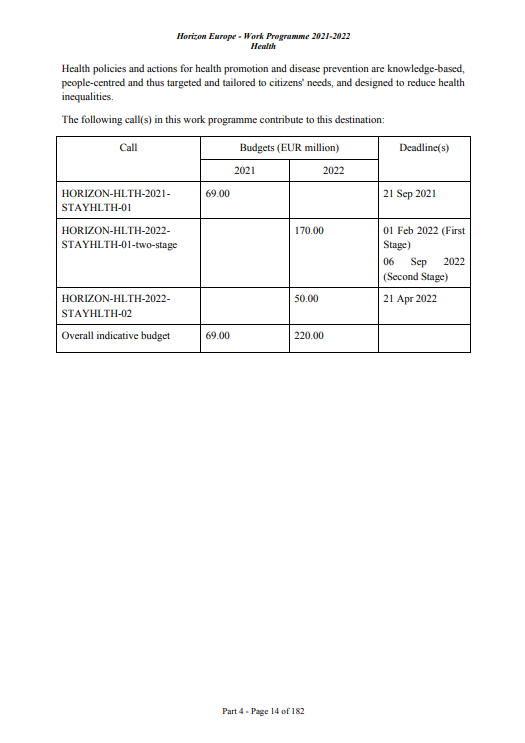 Horizon Europe - Work Programme 2021-2022
Health
Health policies and actions for health promotion and disease prevention are knowledge-based,
people-centred and thus targeted and tailored to citizens' needs, and designed to reduce health
inequalities.
The following call(s) in this work programme contribute to this destination:
Call Budgets (EUR million) Deadline(s)
2021 2022
HORIZON-HLTH-2021- 69.00 21 Sep 2021
STAYHLTH-01
HORIZON-HLTH-2022- 170.00 01 Feb 2022 (First
STAYHLTH-01-two-stage Stage)
06 Sep 2022
(Second Stage)
HORIZON-HLTH-2022- 50.00 21 Apr 2022
STAYHLTH-02
Overall indicative budget 69.00 220.00
Part 4 - Page 14 of 182